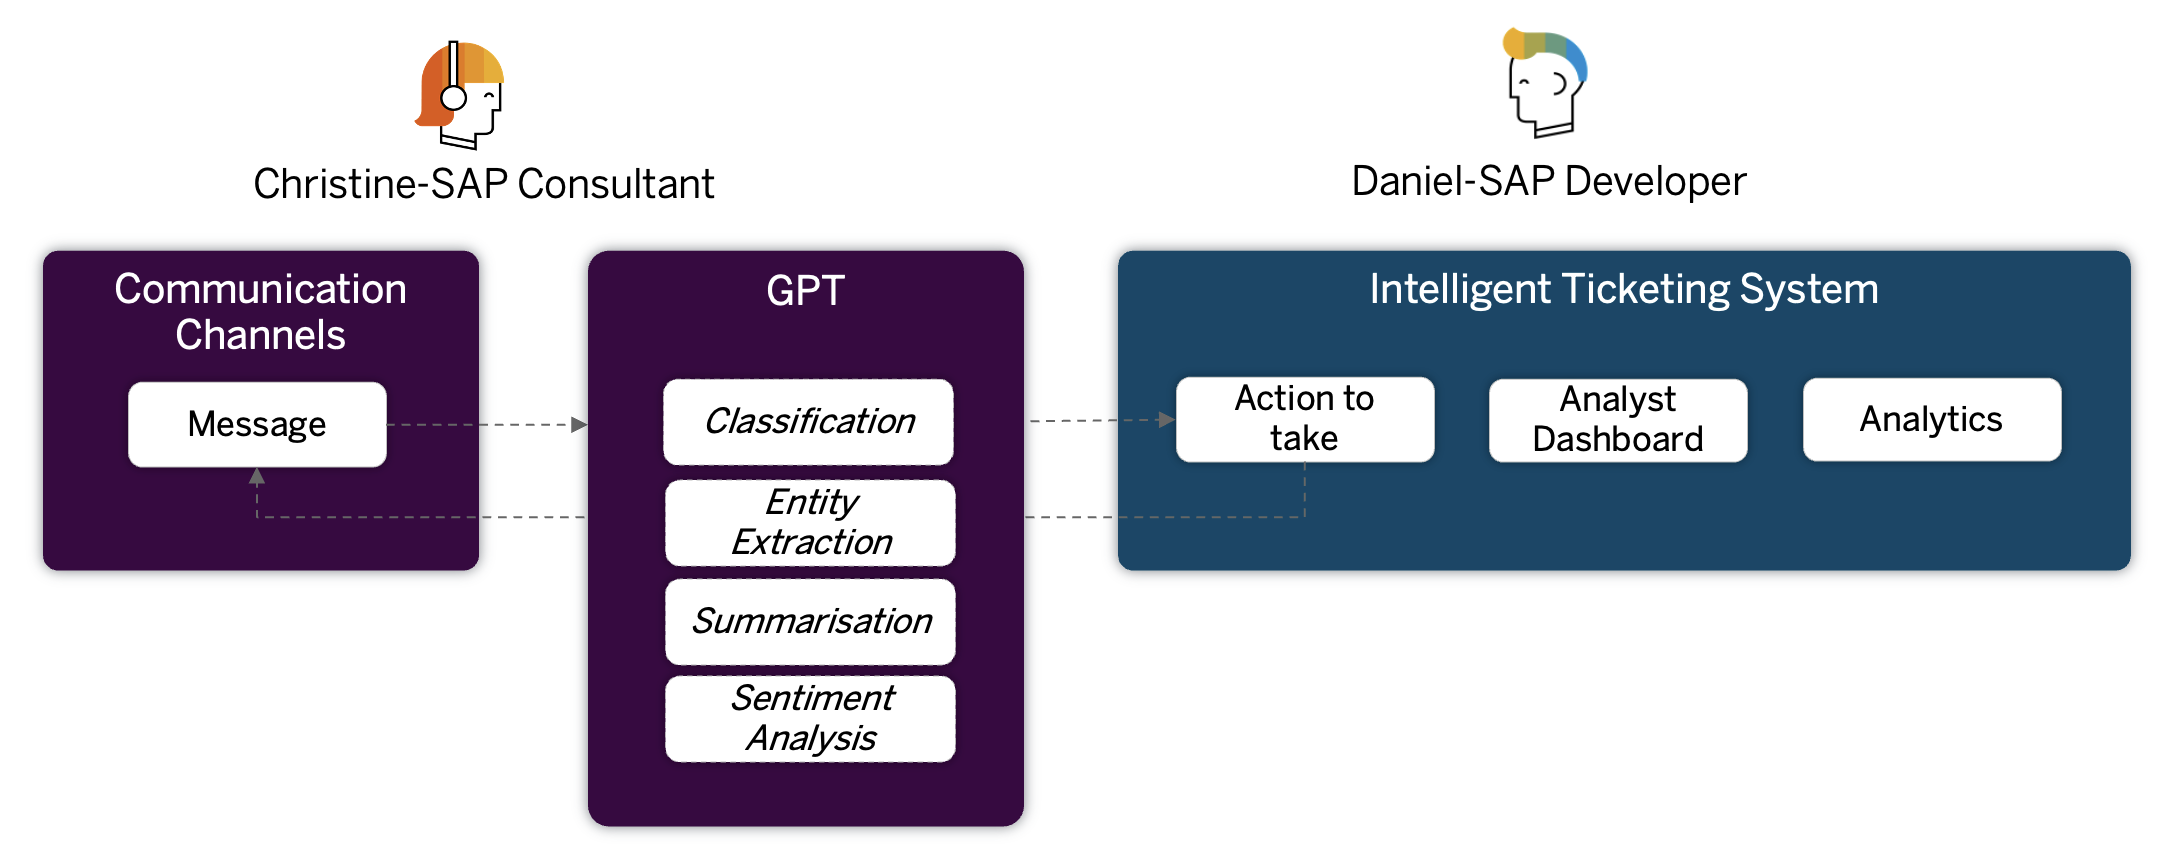 Christine-SAP Consultant
Daniel-SAP Developer
Communication
Channels
Message
GPT
Classification
Entity
Extraction
Summarisation
Sentiment
Analysis
Intelligent Ticketing System
Action to
take
Analyst
Dashboard
Analytics